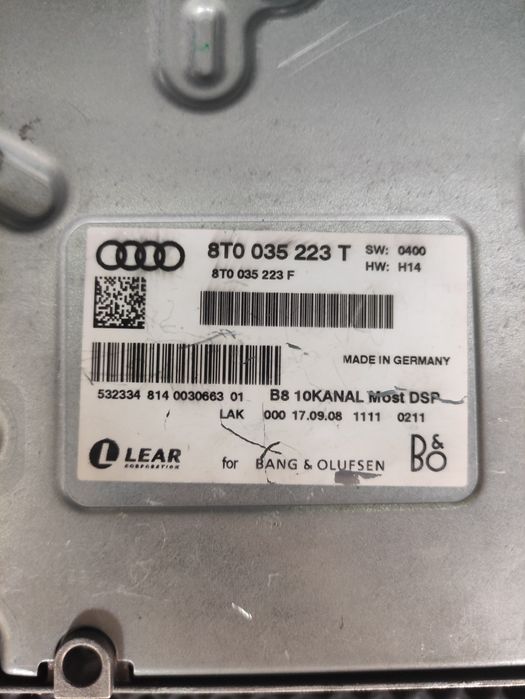 8T0 035 223 T SW: 0400
8T0 035 223 F HW: H14
MADE IN GERMANY
532334 814 0030663 01 B8 10KANAL Most DSP
LAK 000 17.09.08 1111 0211
LEAR
CORPORATION
for BANG & OLUFSEN
B&O